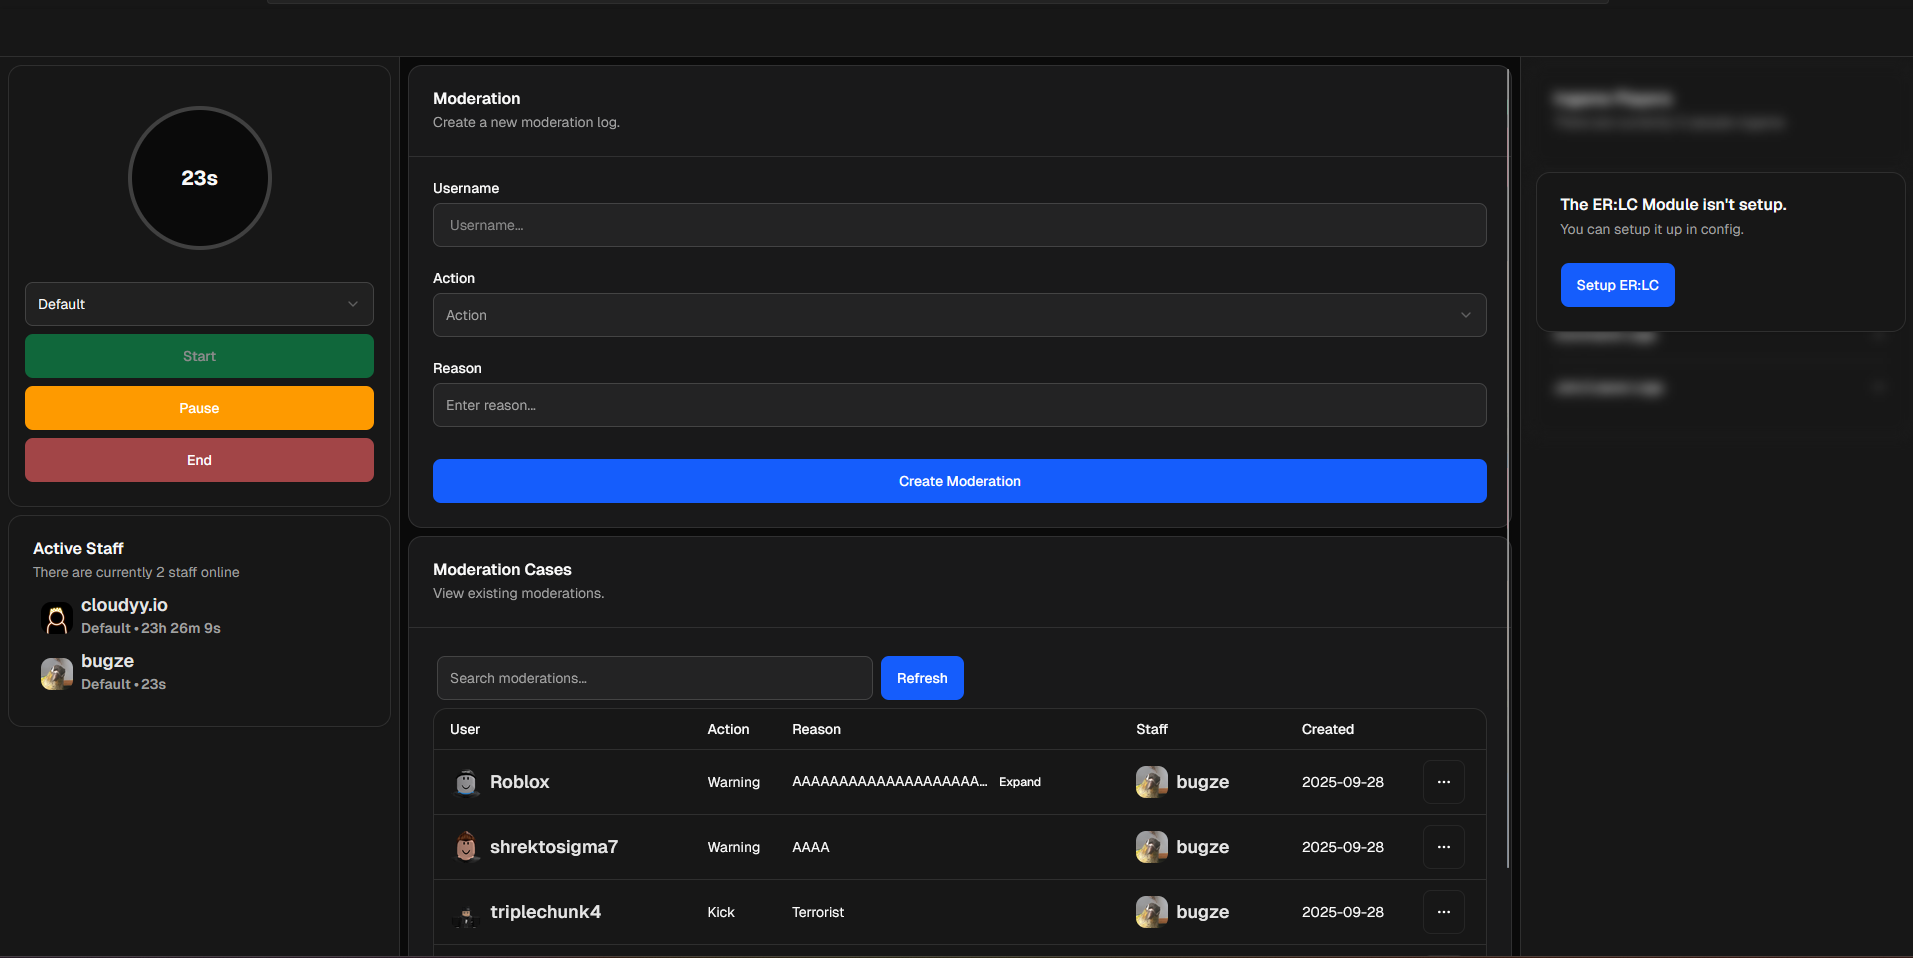 23s
Default
Start
Pause
End
Active Staff
There are currently 2 staff online
cloudyy.io
Default • 23h 26m 9s
bugze
Default • 23s
Moderation
Create a new moderation log.
Username
Username...
Action
Action
Reason
Enter reason...
Create Moderation
Moderation Cases
View existing moderations.
Search moderations... Refresh
User Action Reason Staff Created
Roblox Warning AAAAAAAAAAAAAAAAAAAA... Expand bugze 2025-09-28 ...
shrektosigma7 Warning AAAA bugze 2025-09-28 ...
triplechunk4 Kick Terrorist bugze 2025-09-28 ...
The ER:LC Module isn't setup.
You can setup it up in config.
Setup ER:LC